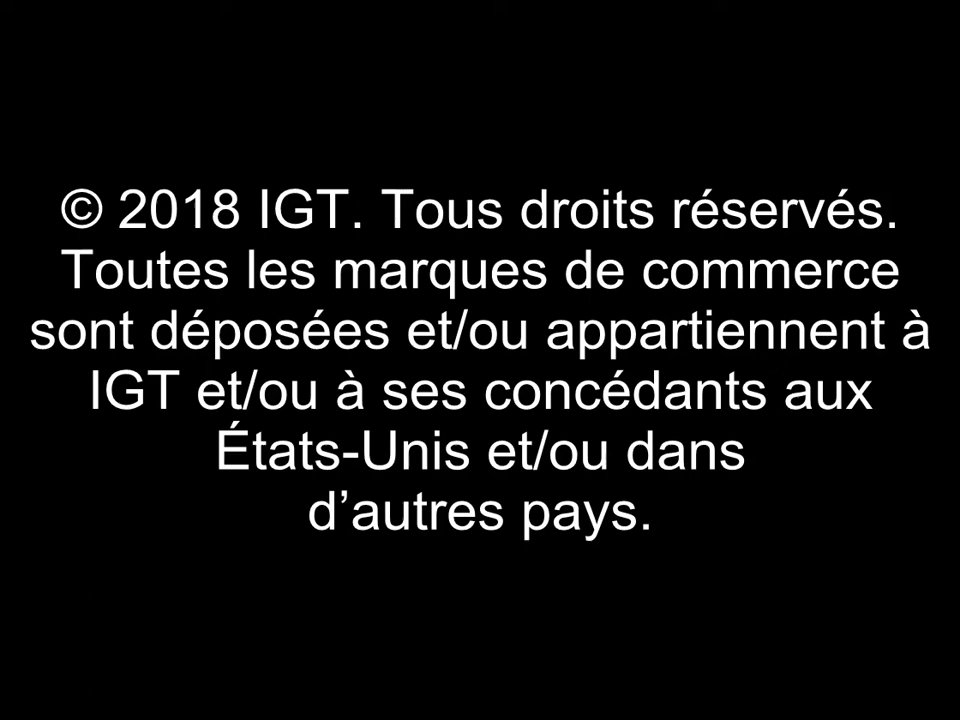 © 2018 IGT. Tous droits réservés.
Toutes les marques de commerce
sont déposées et/ou appartiennent à
IGT et/ou à ses concédants aux
États-Unis et/ou dans
d’autres pays.